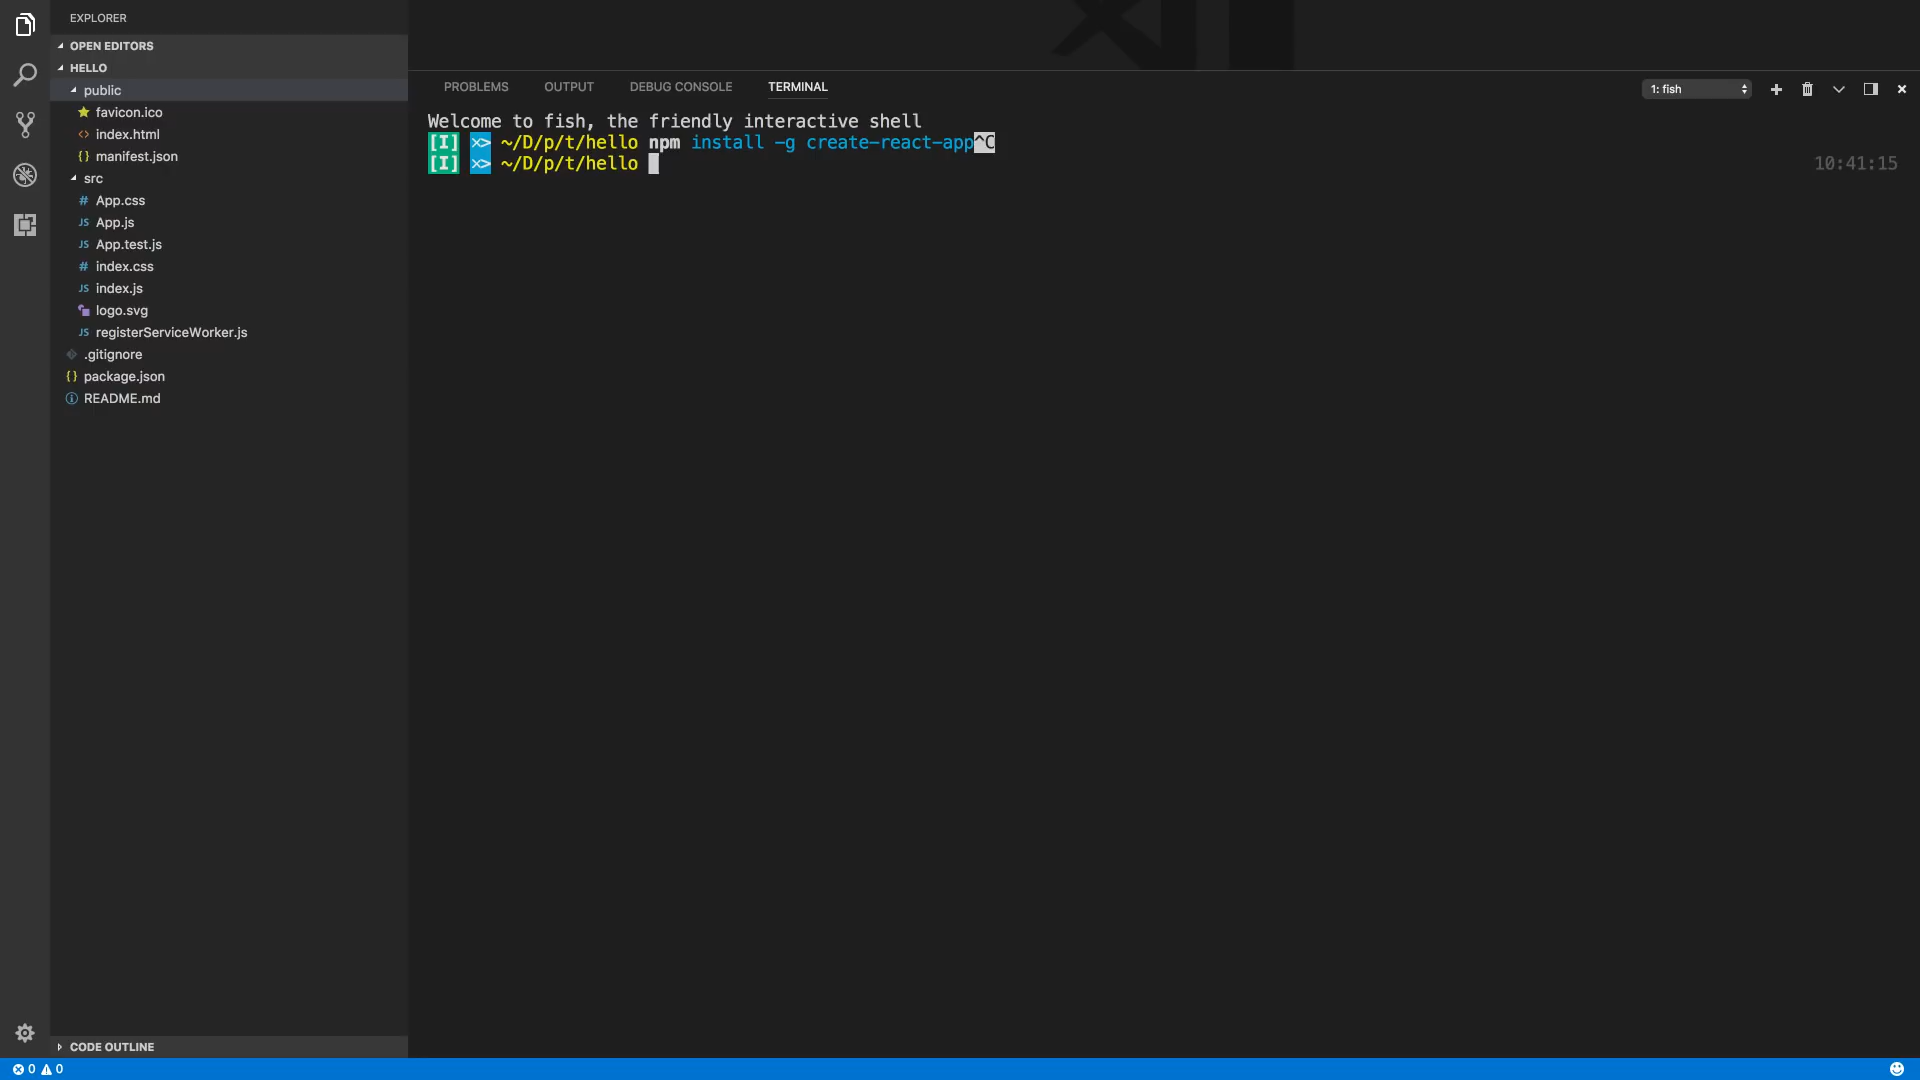 EXPLORER
OPEN EDITORS
HELLO
public
favicon.ico
index.html
manifest.json
src
App.css
App.js
App.test.js
index.css
index.js
logo.svg
registerServiceWorker.js
.gitignore
package.json
README.md
CODE OUTLINE
PROBLEMS OUTPUT DEBUG CONSOLE TERMINAL 1: fish
Welcome to fish, the friendly interactive shell
[I] >> ~/D/p/t/hello npm install -g create-react-app^C
[I] >> ~/D/p/t/hello 10:41:15
0 0